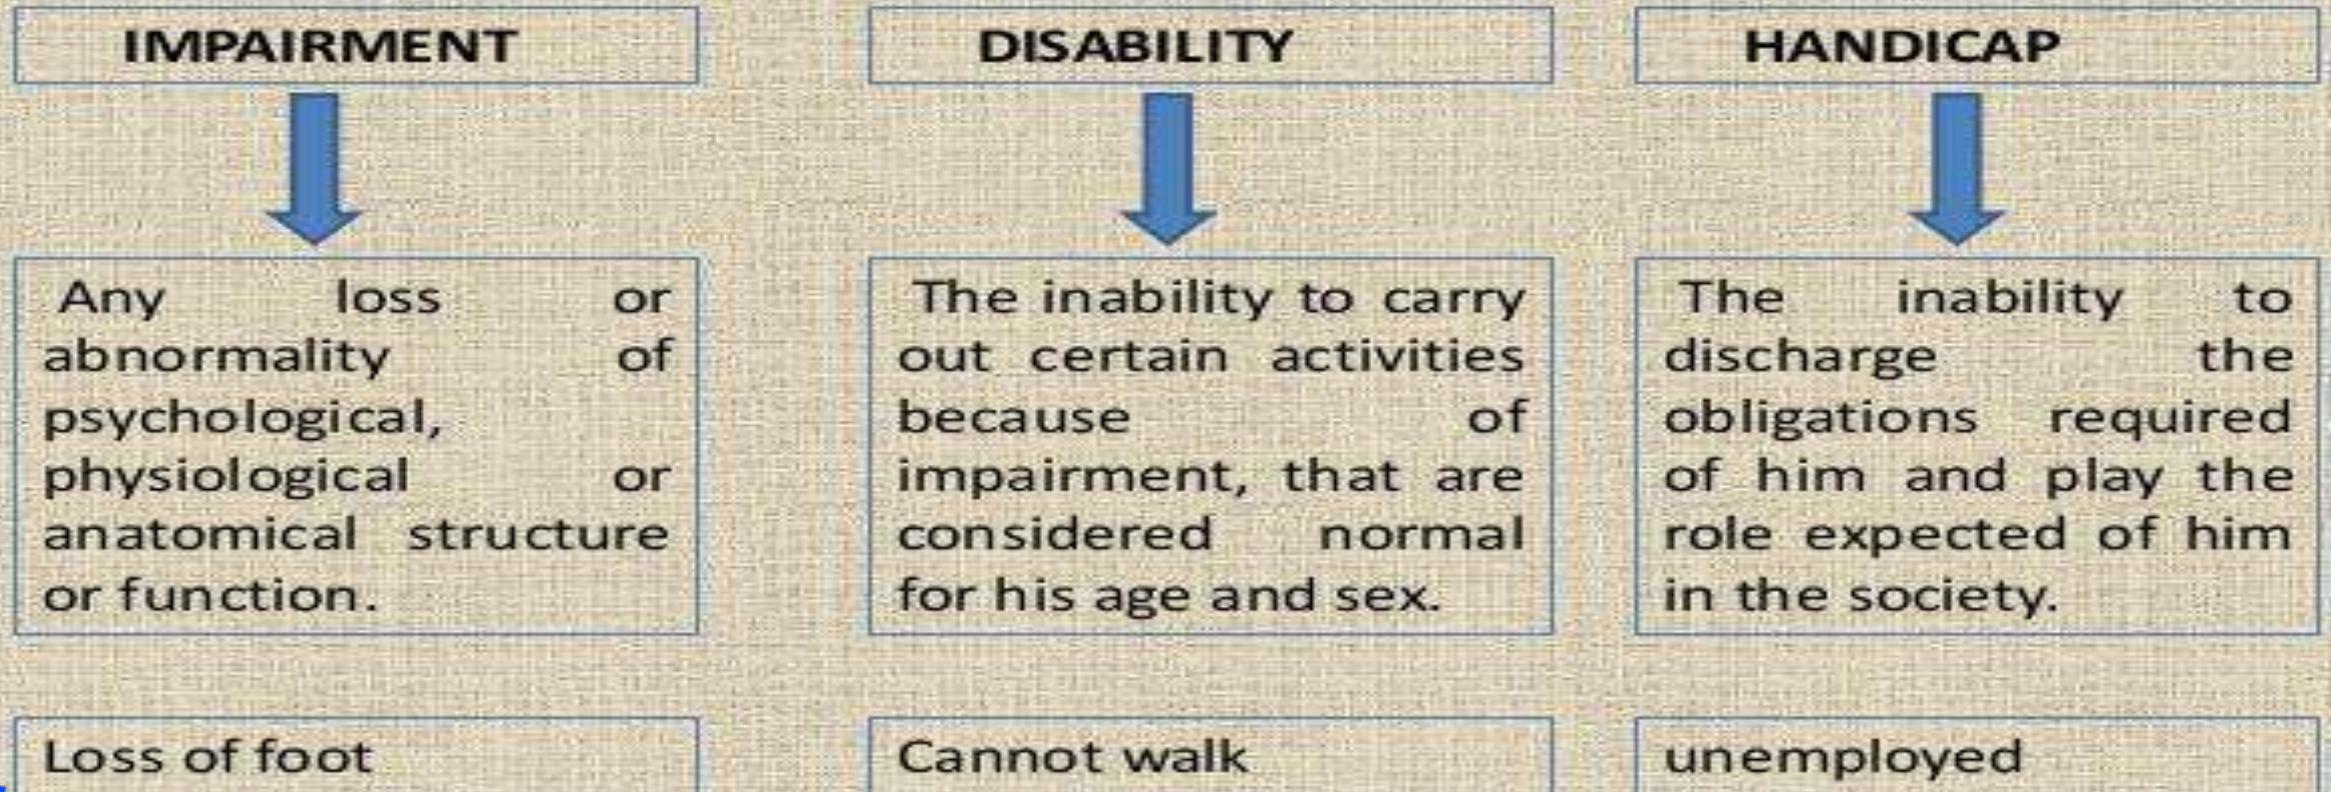 IMPAIRMENT
Any loss or
abnormality of
psychological,
physiological or
anatomical structure
or function.
Loss of foot
DISABILITY
The inability to carry
out certain activities
because of
impairment, that are
considered normal
for his age and sex.
Cannot walk
HANDICAP
The inability to
discharge the
obligations required
of him and play the
role expected of him
in the society.
unemployed